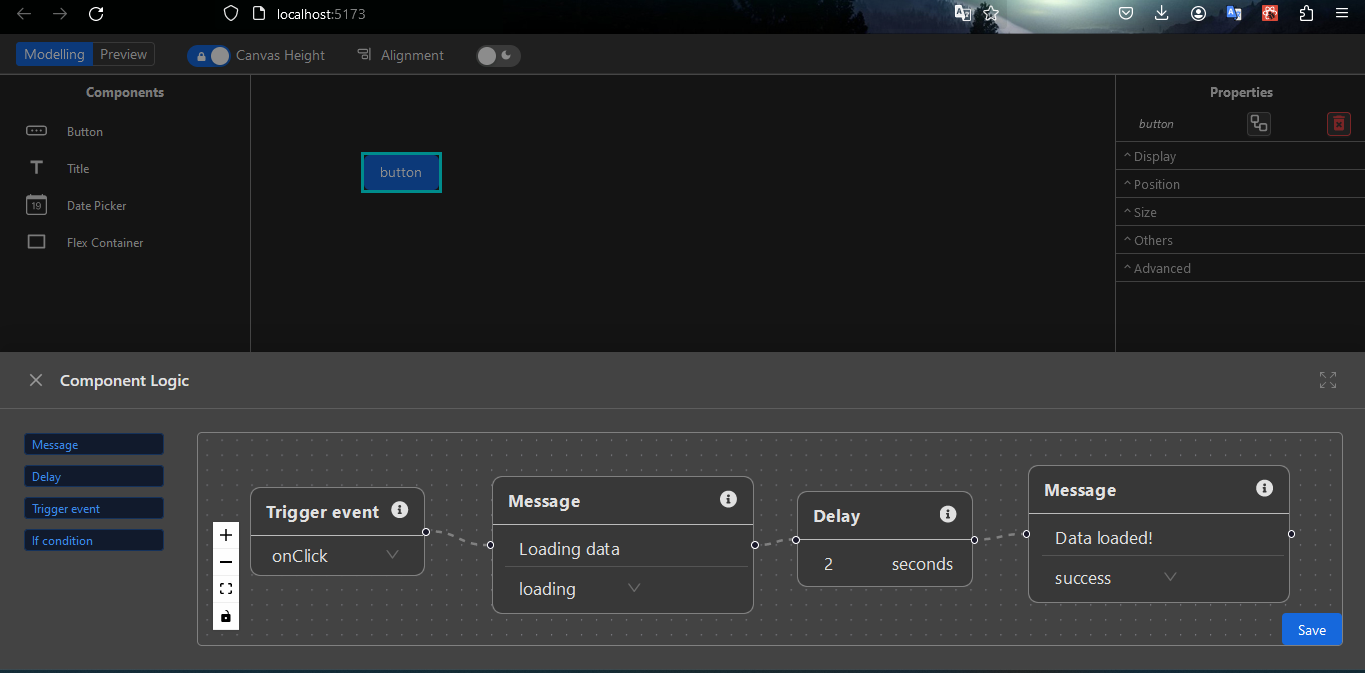 localhost:5173
Modelling Preview Canvas Height Alignment
Components
Button
Title
19
Date Picker
Flex Container
button
Properties
button
Display
Position
Size
Others
Advanced
Component Logic
Message
Delay
Trigger event
If condition
Trigger event
onClick
Message
Loading data
loading
Delay
2 seconds
Message
Data loaded!
success
Save